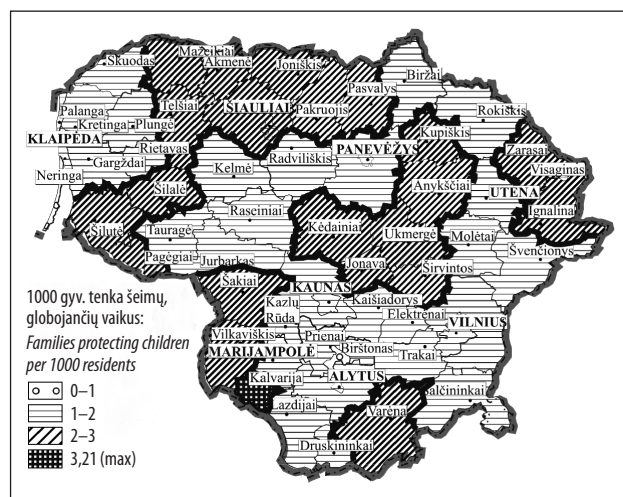 Skuodas
Mažeikiai
Akmenė
Joniškis
Pasvalys
Biržai
Rokiškis
Palanga
Kretinga
Plungė
Telšiai
ŠIAULIAI
Pakruojis
KLAIPĖDA
Rietavas
Gargždai
Neringa
Kelmė
Radviliškis
PANEVĖŽYS
Kupiškis
Zarasai
Visaginas
UTENA
Ignalina
Šilalė
Anykščiai
Šilutė
Tauragė
Raseiniai
Kėdainiai
Ukmergė
Molėtai
Švenčionys
Pagėgiai
Jurbarkas
Jonava
Širvintos
Šakiai
KAUNAS
Kazlų
Rūda
Kaišiadorys
Elektrėnai
VILNIUS
Vilkaviškis
Prienai
Birštonas
MARIJAMPOLĖ
Trakai
Kalvarija
ALYTUS
Lazdijai
Varėna
Šalčininkai
Druskininkai
1000 gyv. tenka šeimų,
globojančių vaikus:
Families protecting children
per 1000 residents
0–1
1–2
2–3
3,21 (max)